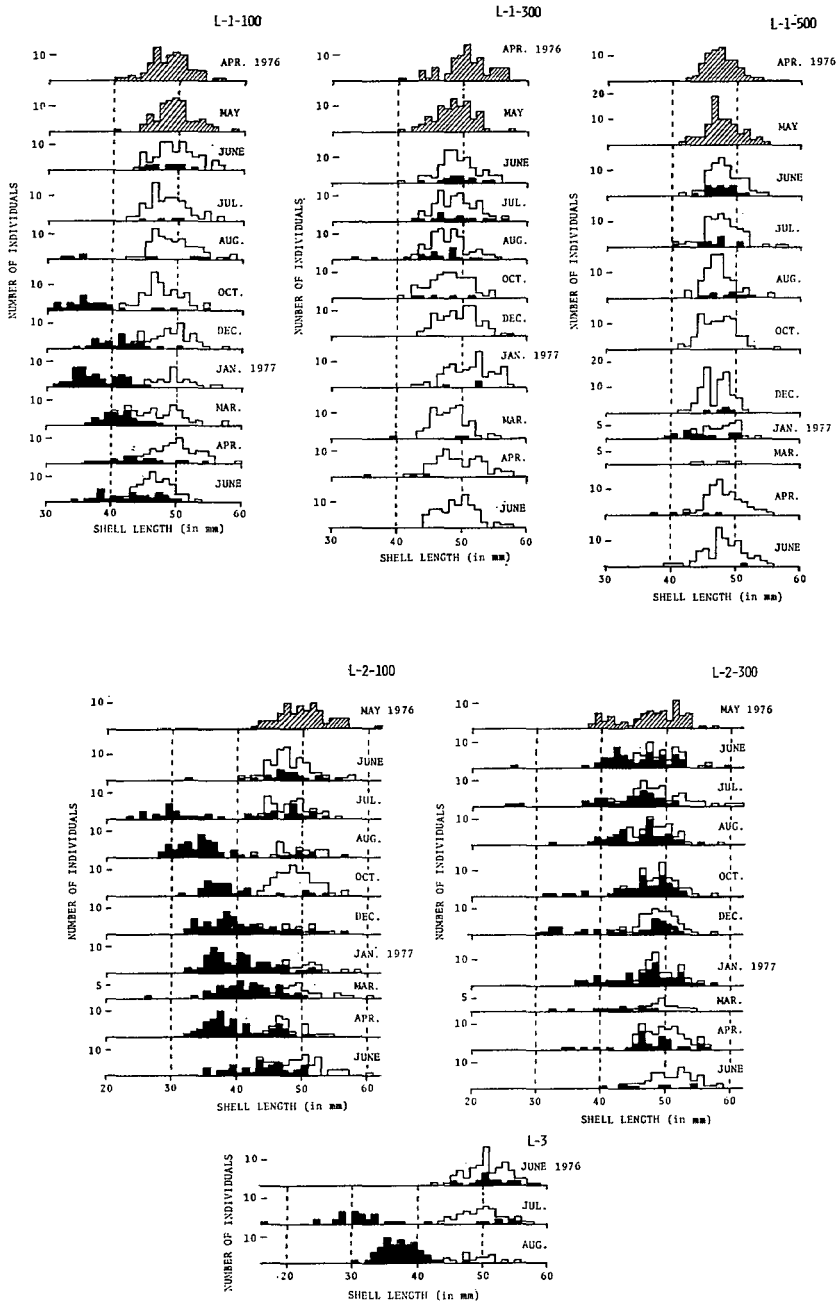 L-1-100
NUMBER OF INDIVIDUALS
10
APR. 1976
10
MAY
10
JUNE
10
JUL.
10
AUG.
10
OCT.
10
DEC.
10
JAN. 1977
10
MAR.
10
APR.
10
JUNE
30 40 50 60
SHELL LENGTH (in mm)
L-1-300
NUMBER OF INDIVIDUALS
10
APR. 1976
10
MAY
10
JUNE
10
JUL.
10
AUG.
10
OCT.
10
DEC.
10
JAN. 1977
10
MAR.
10
APR.
10
JUNE
30 40 50 60
SHELL LENGTH (in mm)
L-1-500
NUMBER OF INDIVIDUALS
10
APR. 1976
20
10
MAY
10
JUNE
10
JUL.
10
AUG.
10
OCT.
20
10
DEC.
5
JAN. 1977
5
MAR.
10
APR.
10
JUNE
30 40 50 60
SHELL LENGTH (in mm)
L-2-100
NUMBER OF INDIVIDUALS
10
MAY 1976
10
JUNE
10
JUL.
10
AUG.
10
OCT.
10
DEC.
10
JAN. 1977
5
MAR.
10
APR.
10
JUNE
20 30 40 50 60
SHELL LENGTH (in mm)
L-2-300
NUMBER OF INDIVIDUALS
10
MAY 1976
10
JUNE
10
JUL.
10
AUG.
10
OCT.
10
DEC.
10
JAN. 1977
5
MAR.
10
APR.
10
JUNE
20 30 40 50 60
SHELL LENGTH (in mm)
L-3
NUMBER OF INDIVIDUALS
10
JUNE 1976
10
JUL.
10
AUG.
20 30 40 50 60
SHELL LENGTH (in mm)